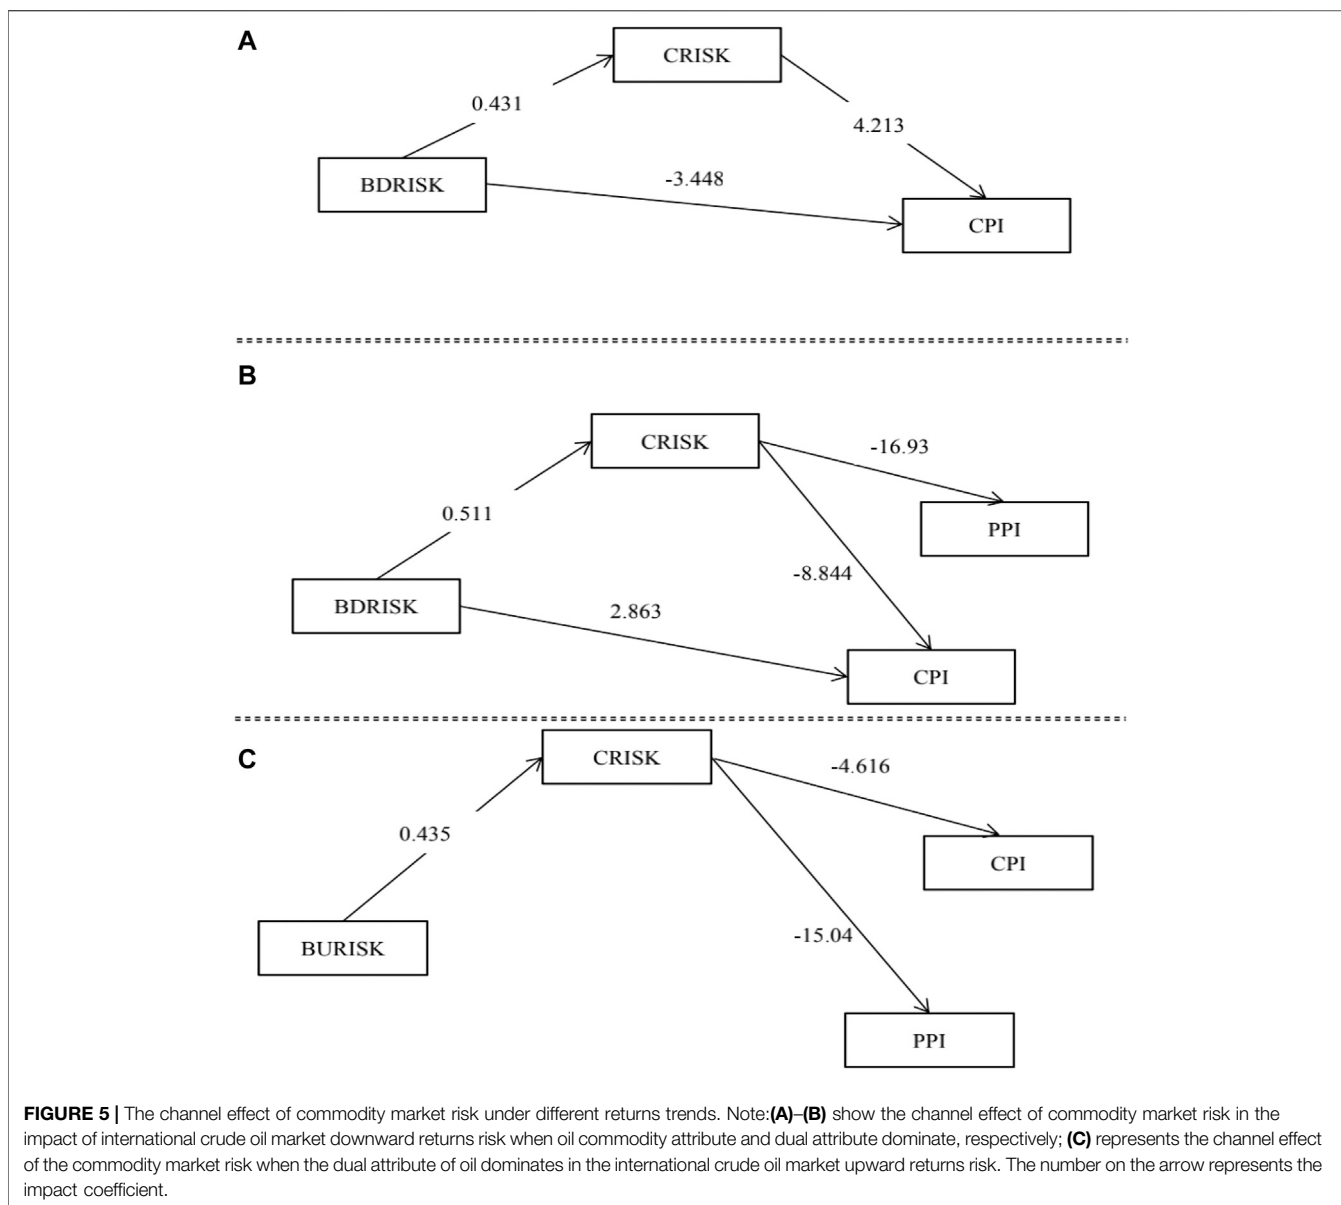 A
CRISK
0.431
4.213
BDRISK
-3.448
CPI
B
CRISK
-16.93
0.511
PPI
-8.844
BDRISK
2.863
CPI
C
CRISK
-4.616
0.435
CPI
-15.04
BURISK
PPI
FIGURE 5 | The channel effect of commodity market risk under different returns trends. Note:(A)–(B) show the channel effect of commodity market risk in the
impact of international crude oil market downward returns risk when oil commodity attribute and dual attribute dominate, respectively; (C) represents the channel effect
of the commodity market risk when the dual attribute of oil dominates in the international crude oil market upward returns risk. The number on the arrow represents the
impact coefficient.